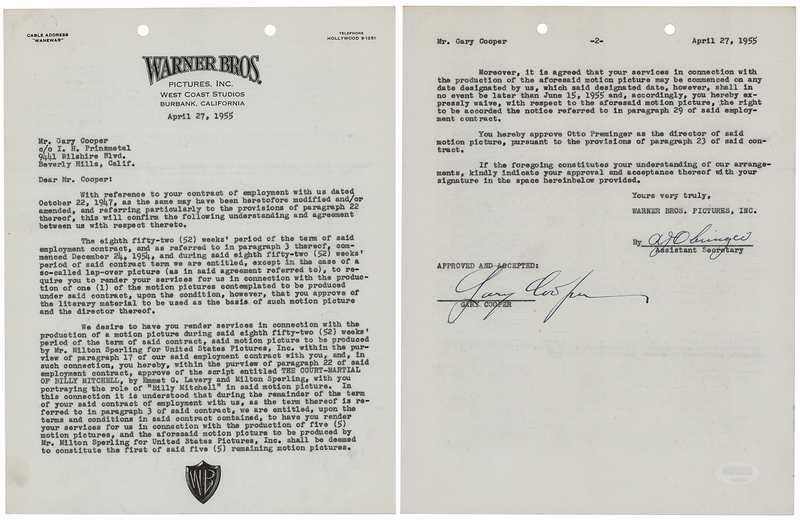 CABLE ADDRESS
"WANEWAR"
TELEPHONE
HOLLYWOOD 9-1251
WARNER BROS.
PICTURES, INC.
WEST COAST STUDIOS
BURBANK, CALIFORNIA
April 27, 1955
Mr. Gary Cooper
c/o I. H. Prinzmetal
9441 Wilshire Blvd.
Beverly Hills, Calif.
Dear Mr. Cooper:
With reference to your contract of employment with us dated
October 22, 1947, as the same may have been heretofore modified and/or
amended, and referring particularly to the provisions of paragraph 22
thereof, this will confirm the following understanding and agreement
between us with respect thereto.
The eighth fifty-two (52) weeks' period of the term of said
employment contract, and as referred to in paragraph 3 thereof, com-
menced December 24, 1954, and during said eighth fifty-two (52) weeks'
period of said contract term we are entitled, except in the case of a
so-called lap-over picture (as in said agreement referred to), to re-
quire you to render your services for us in connection with the produc-
tion of one (1) of the motion pictures contemplated to be produced
under said contract, upon the condition, however, that you approve of
the literary material to be used as the basis of such motion picture
and the director thereof.
We desire to have you render services in connection with the
production of a motion picture during said eighth fifty-two (52) weeks'
period of the term of said contract, said motion picture to be produced
by Mr. Milton Sperling for United States Pictures, Inc. within the pur-
view of paragraph 17 of our said employment contract with you, and, in
such connection, you hereby, within the purview of paragraph 22 of said
employment contract, approve of the script entitled THE COURT-MARTIAL
OF BILLY MITCHELL, by Emmet G. Lavery and Milton Sperling, with you
portraying the role of "Billy Mitchell" in said motion picture. In
this connection it is understood that during the remainder of the term
of your said contract of employment with us, as the term thereof is re-
ferred to in paragraph 3 of said contract, we are entitled, upon the
terms and conditions in said contract contained, to have you render
your services for us in connection with the production of five (5)
motion pictures, and the aforesaid motion picture to be produced by
Mr. Milton Sperling for United States Pictures, Inc. shall be deemed
to constitute the first of said five (5) remaining motion pictures.
WB
Mr. Gary Cooper -2- April 27, 1955
Moreover, it is agreed that your services in connection with
the production of the aforesaid motion picture may be commenced on any
date designated by us, which said designated date, however, shall in
no event be later than June 15, 1955 and, accordingly, you hereby ex-
pressly waive, with respect to the aforesaid motion picture, the right
to be accorded the notice referred to in paragraph 29 of said employ-
ment contract.
You hereby approve Otto Preminger as the director of said
motion picture, pursuant to the provisions of paragraph 23 of said con-
tract.
If the foregoing constitutes your understanding of our arrange-
ments, kindly indicate your approval and acceptance thereof with your
signature in the space hereinbelow provided.
Yours very truly,
WARNER BROS. PICTURES, INC.
By
Assistant Secretary
APPROVED AND ACCEPTED:
Gary Cooper
GARY COOPER